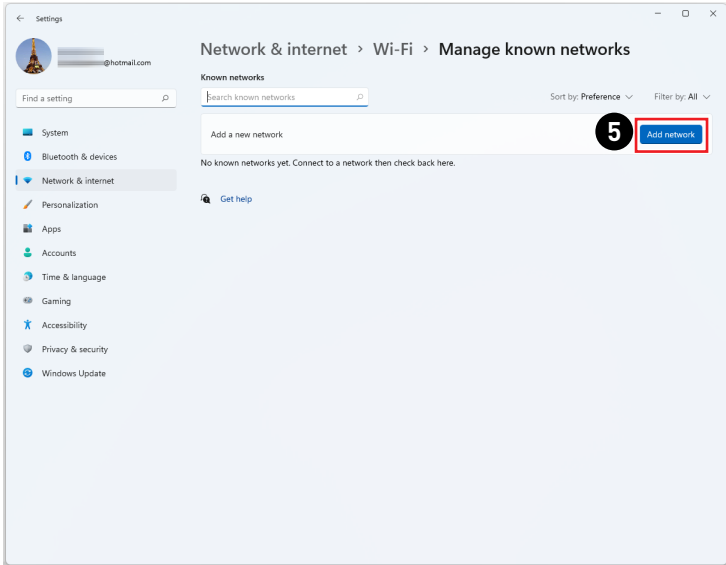 Settings
@hotmail.com
Network & internet > Wi-Fi > Manage known networks
Known networks
Find a setting
Search known networks
Sort by: Preference
Filter by: All
System
Add a new network
5
Add network
Bluetooth & devices
No known networks yet. Connect to a network then check back here.
Network & internet
Get help
Personalization
Apps
Accounts
Time & language
Gaming
Accessibility
Privacy & security
Windows Update